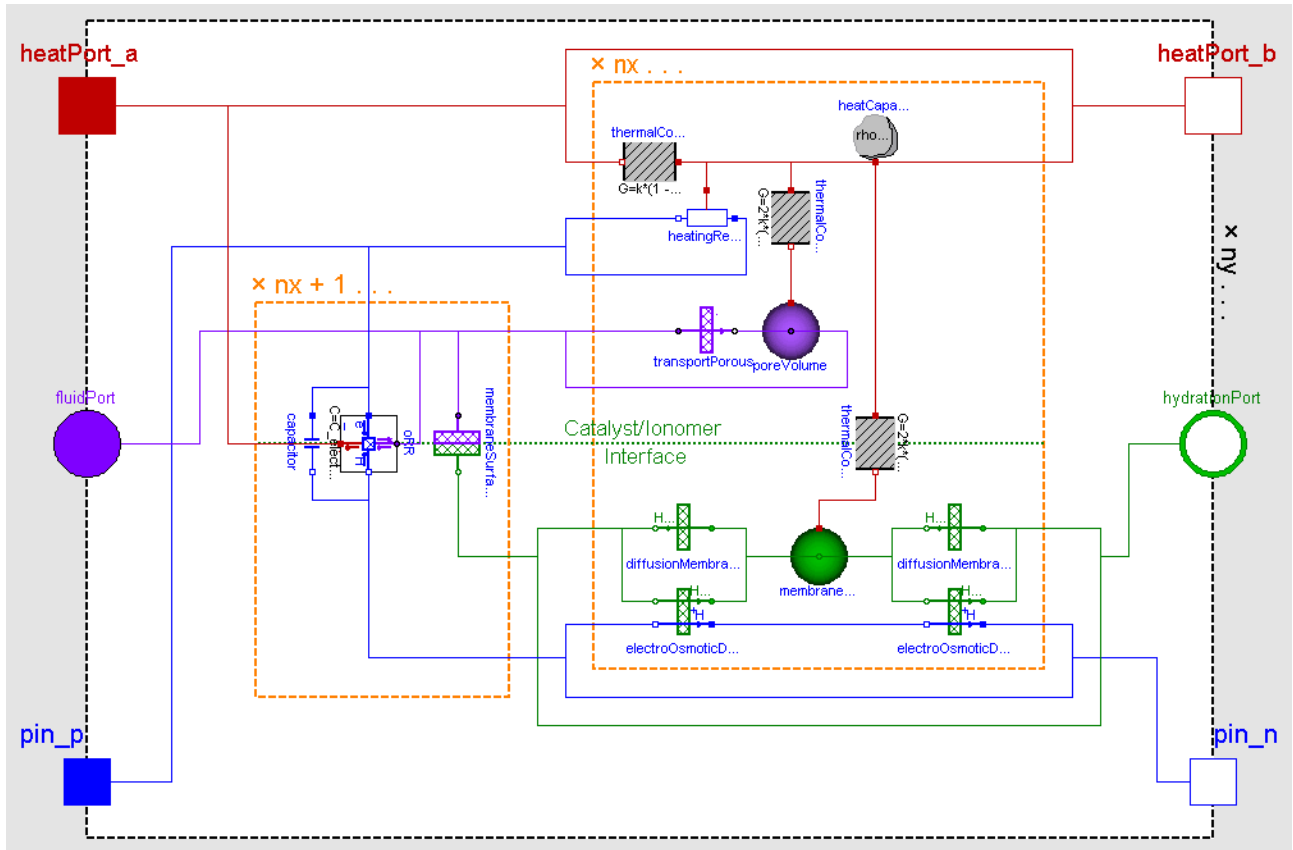 heatPort_a
heatPort_b
× nx . . .
heatCapa...
rho...
thermalCo...
G=k*(1 -...
thermalCo...
G=2*k*(...
heatingRe...
× ny . . .
× nx + 1 . . .
transportPorous
poreVolume
fluidPort
hydrationPort
capacitor
e
oRR
membraneSurfa...
Catalyst/Ionomer
Interface
thermalCo...
G=2*k*(...
H...
H...
diffusionMembra...
membrane...
diffusionMembra...
H...
H...
+H
+H
electroOsmoticD...
electroOsmoticD...
pin_p
pin_n